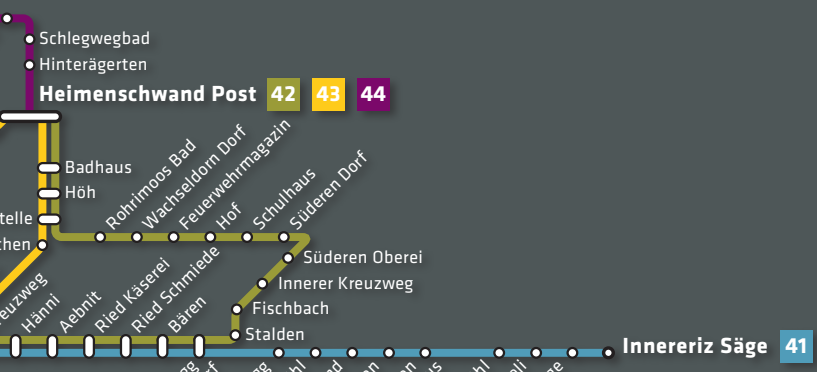 Schlegwegbad
Hinterägerten
Heimenschwand Post 42 43 44
Badhaus
Höh
Rohrimoos Bad
Wachseldorn Dorf
Feuerwehrmagazin
Hof
Schulhaus
Süderen Dorf
Süderen Oberei
Innerer Kreuzweg
Fischbach
Stalden
Hänni
Aebnit
Ried Käserei
Ried Schmiede
Bären
Innereriz Säge 41